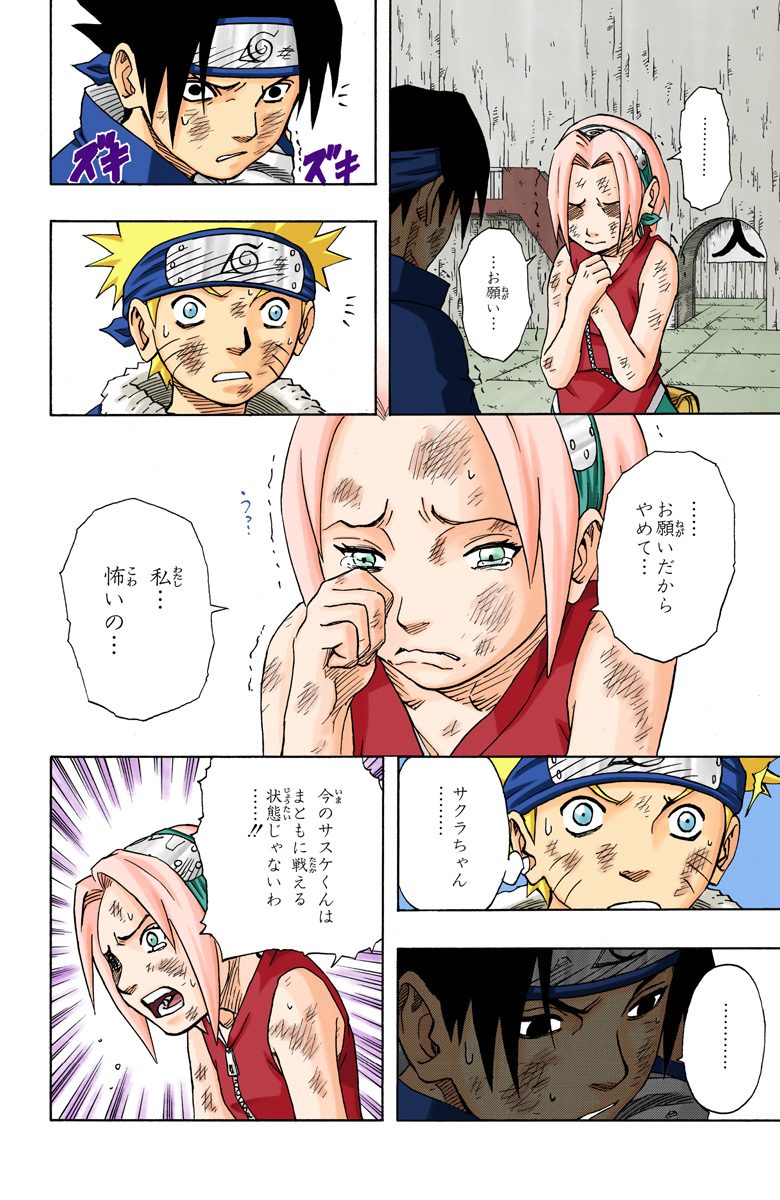 ………
…お願い…
ズキ
ズキ
………
お願いだから
やめて…
うっ…
私…
怖いの…
サクラちゃん
………
………
今のサスケくんは
まともに戦える
状態じゃないわ
……!!